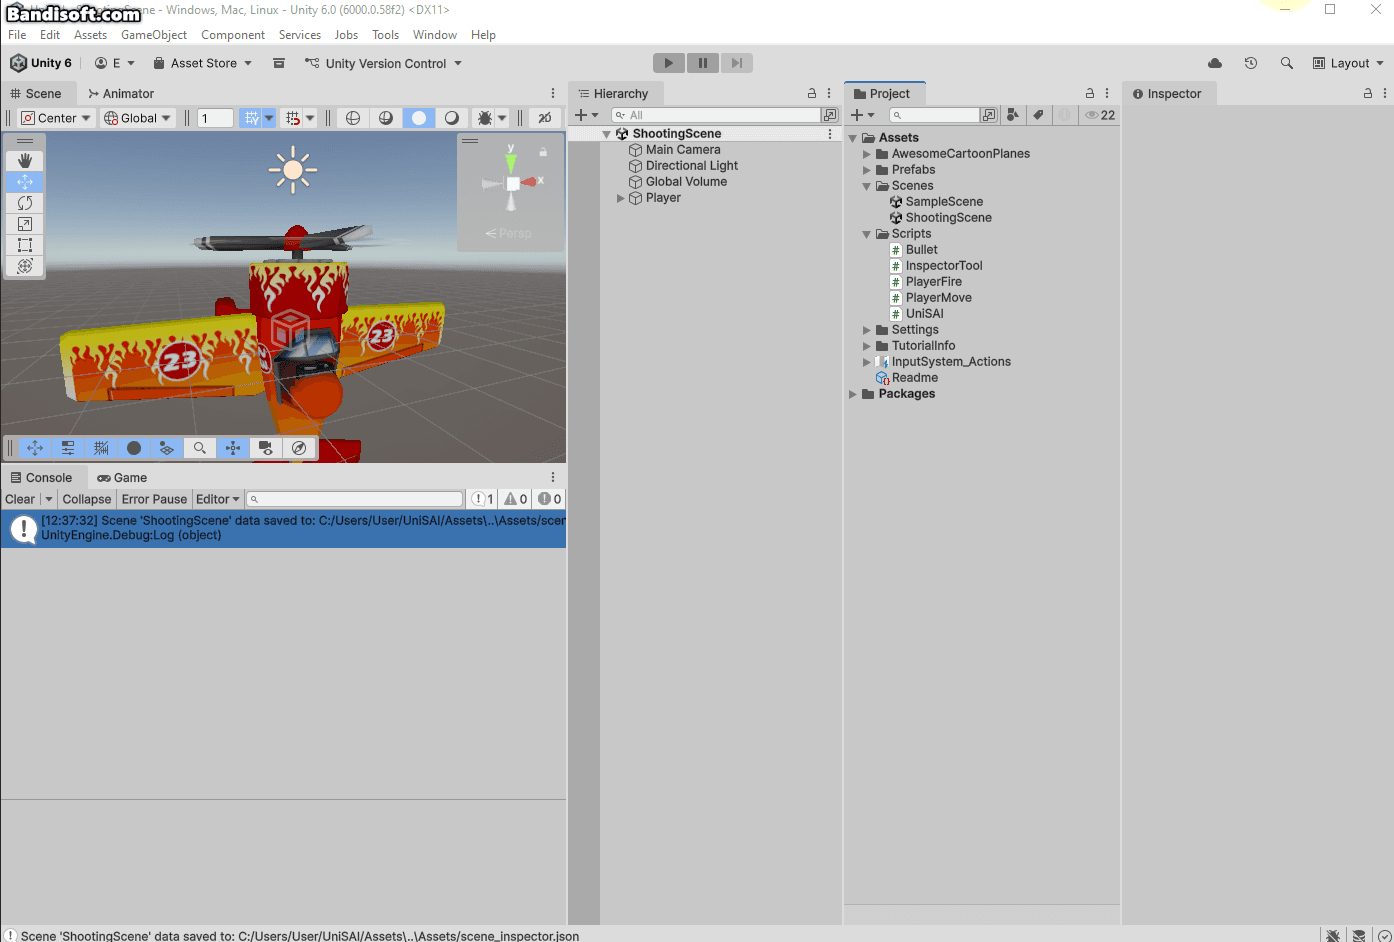 Bandisoft.com
ShootingScene - Windows, Mac, Linux - Unity 6.0 (6000.0.58f2) <DX11>
File Edit Assets GameObject Component Services Jobs Tools Window Help
Unity 6 E Asset Store Unity Version Control Layout
Scene Animator
Center Global 1
y
x
Persp
23
23
Console Game
Clear Collapse Error Pause Editor 1 0 0
[12:37:32] Scene 'ShootingScene' data saved to: C:/Users/User/UniSAI/Assets\..\Assets/scen
UnityEngine.Debug:Log (object)
Hierarchy
All
ShootingScene
Main Camera
Directional Light
Global Volume
Player
Project
22
Assets
AwesomeCartoonPlanes
Prefabs
Scenes
SampleScene
ShootingScene
Scripts
Bullet
InspectorTool
PlayerFire
PlayerMove
UniSAI
Settings
TutorialInfo
InputSystem_Actions
Readme
Packages
Inspector
Scene 'ShootingScene' data saved to: C:/Users/User/UniSAI/Assets\..\Assets/scene_inspector.json